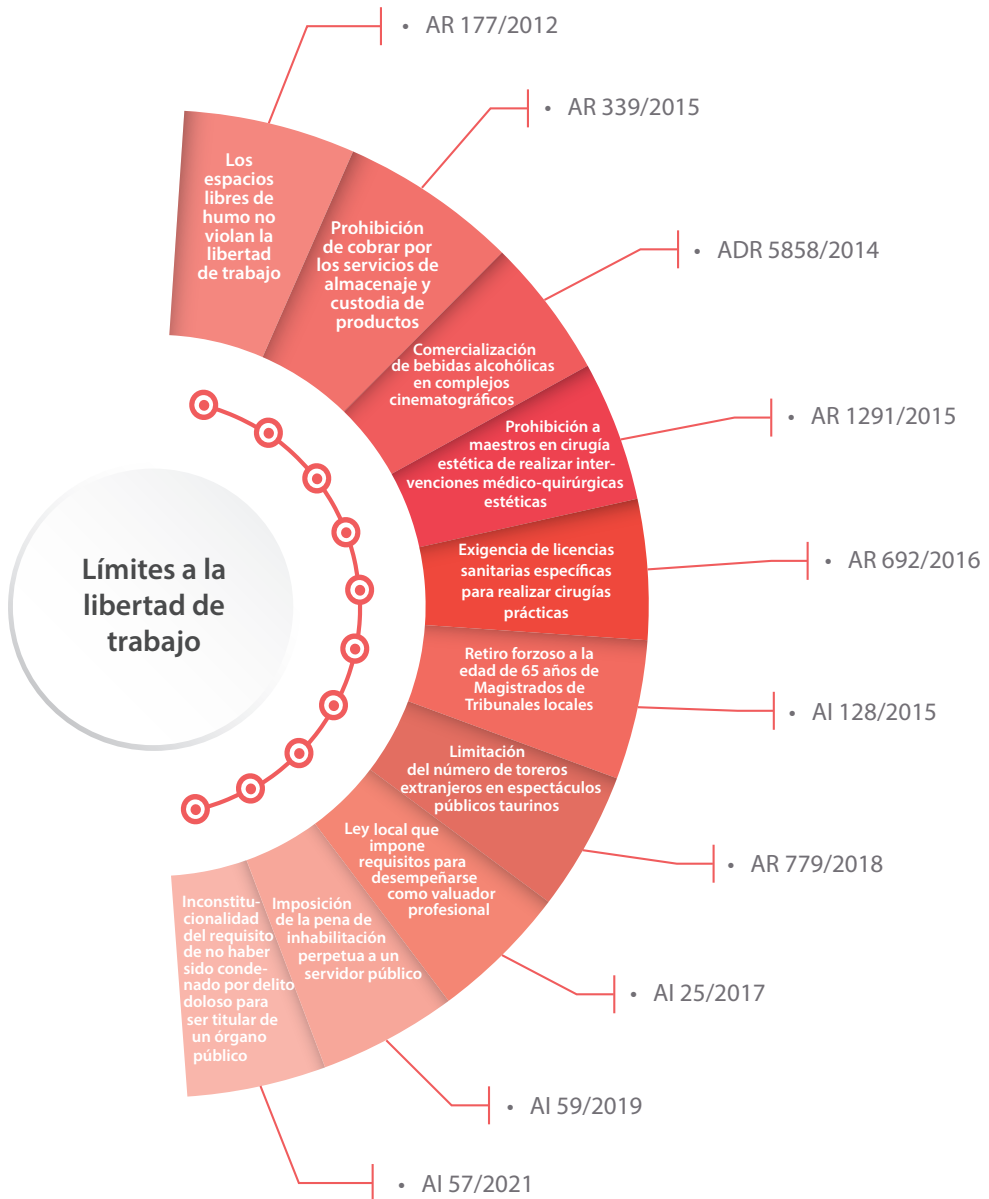 Límites a la
libertad de
trabajo
Los
espacios
libres de
humo no
violan la
libertad
de trabajo
• AR 177/2012
Prohibición
de cobrar por
los servicios de
almacenaje y
custodia de
productos
• AR 339/2015
Comercialización
de bebidas alcohólicas
en complejos
cinematográficos
• ADR 5858/2014
Prohibición a
maestros en cirugía
estética de realizar inter-
venciones médico-quirúrgicas
estéticas
• AR 1291/2015
Exigencia de licencias
sanitarias específicas
para realizar cirugías
prácticas
• AR 692/2016
Retiro forzoso a la
edad de 65 años de
Magistrados de
Tribunales locales
• AI 128/2015
Limitación
del número de toreros
extranjeros en espectáculos
públicos taurinos
• AR 779/2018
Ley local que
impone
requisitos para
desempeñarse
como valuador
profesional
• AI 25/2017
Imposición
de la pena de
inhabilitación
perpetua a un
servidor público
• AI 59/2019
Inconstitu-
cionalidad
del requisito
de no haber
sido conde-
nado por delito
doloso para
ser titular de
un órgano
público
• AI 57/2021